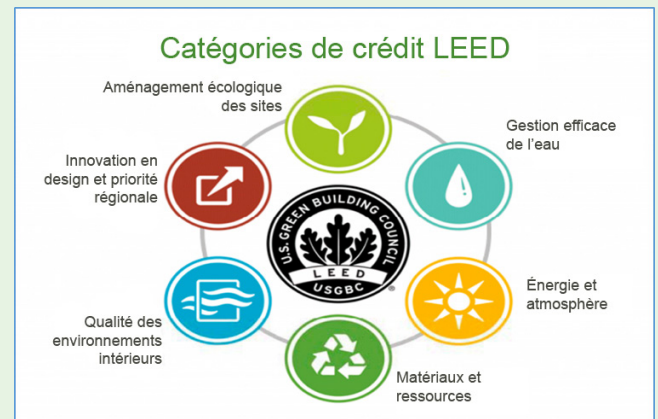 Catégories de crédit LEED
Aménagement écologique
des sites
Gestion efficace
de l'eau
Innovation en
design et priorité
régionale
U.S. GREEN BUILDING COUNCIL
LEED
USGBC
®
Énergie et
atmosphère
Qualité des
environnements
intérieurs
Matériaux et
ressources